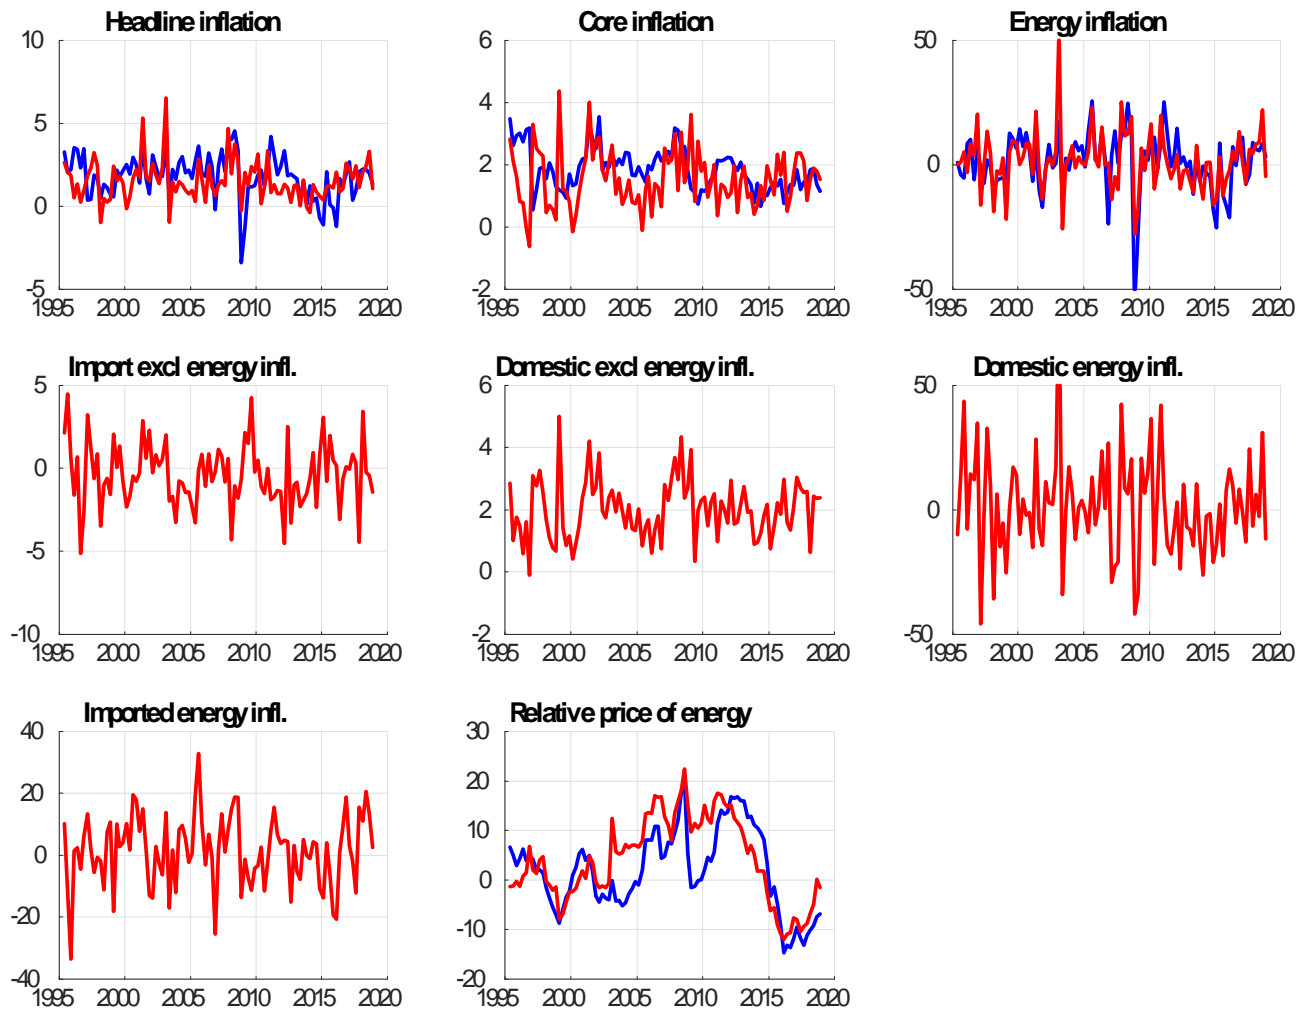 Headline inflation
10
5
0
-5
1995 2000 2005 2010 2015 2020
Core inflation
6
4
2
0
-2
1995 2000 2005 2010 2015 2020
Energy inflation
50
0
-50
1995 2000 2005 2010 2015 2020
Import excl energy infl.
5
0
-5
-10
1995 2000 2005 2010 2015 2020
Domestic excl energy infl.
6
4
2
0
-2
1995 2000 2005 2010 2015 2020
Domestic energy infl.
50
0
-50
1995 2000 2005 2010 2015 2020
Imported energy infl.
40
20
0
-20
-40
1995 2000 2005 2010 2015 2020
Relative price of energy
30
20
10
0
-10
-20
1995 2000 2005 2010 2015 2020